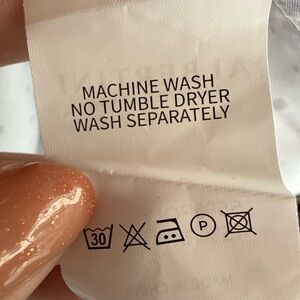 MACHINE WASH
NO TUMBLE DRYER
WASH SEPARATELY
30 P